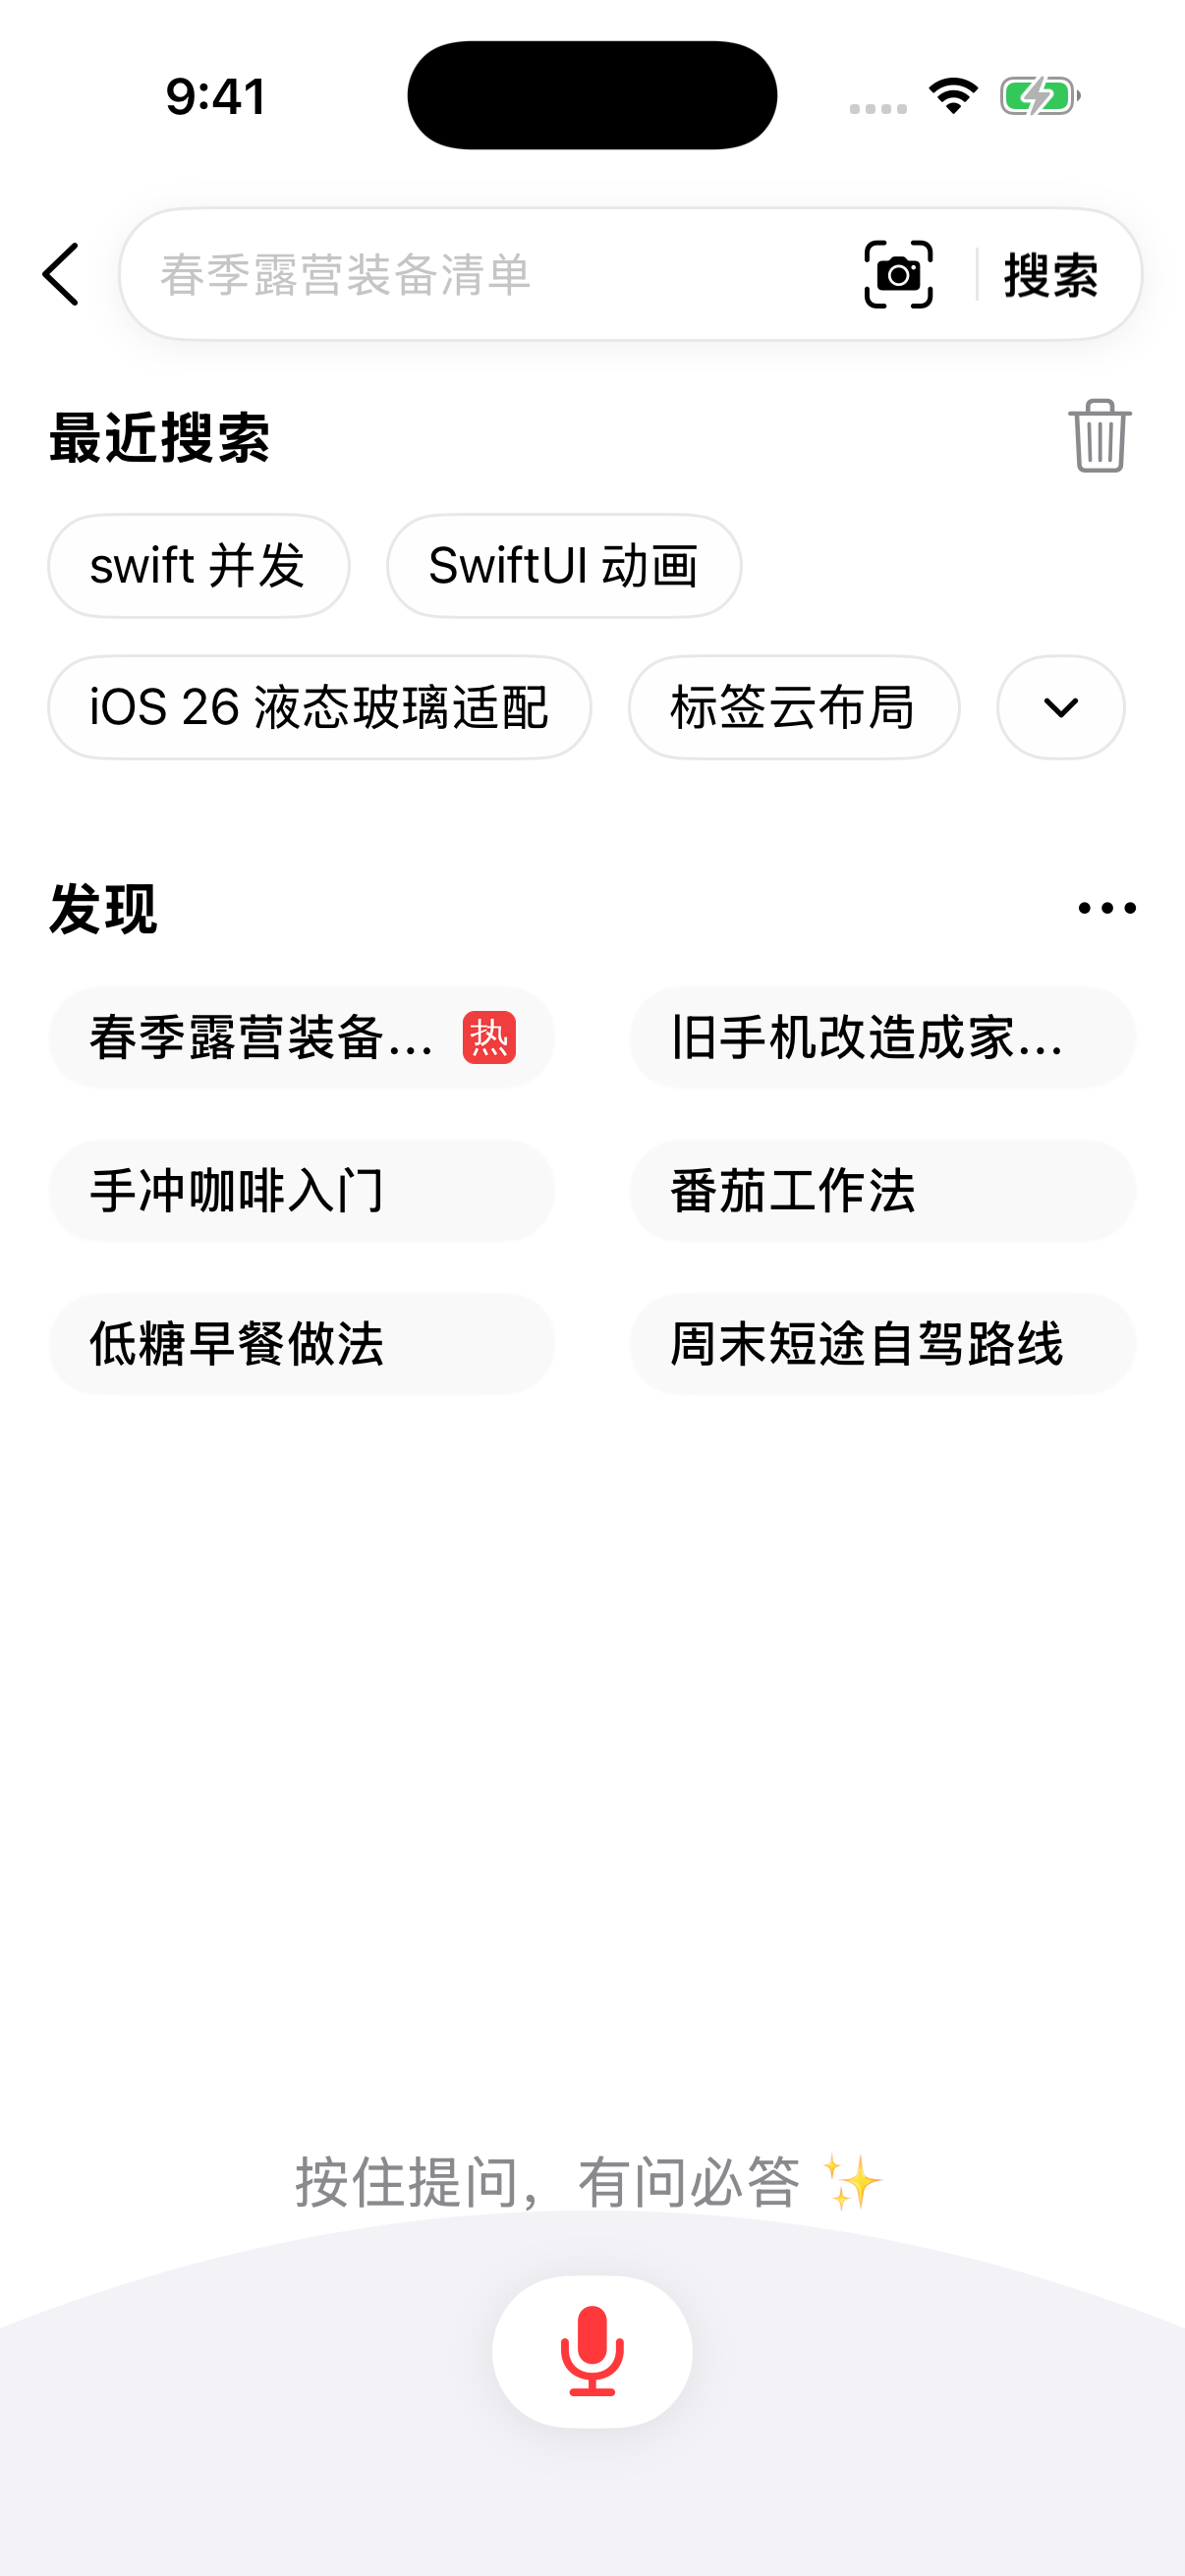 9:41
春季露营装备清单 搜索
最近搜索
swift 并发 SwiftUI 动画
iOS 26 液态玻璃适配 标签云布局
发现
春季露营装备... 热 旧手机改造成家...
手冲咖啡入门 番茄工作法
低糖早餐做法 周末短途自驾路线
按住提问，有问必答 ✨